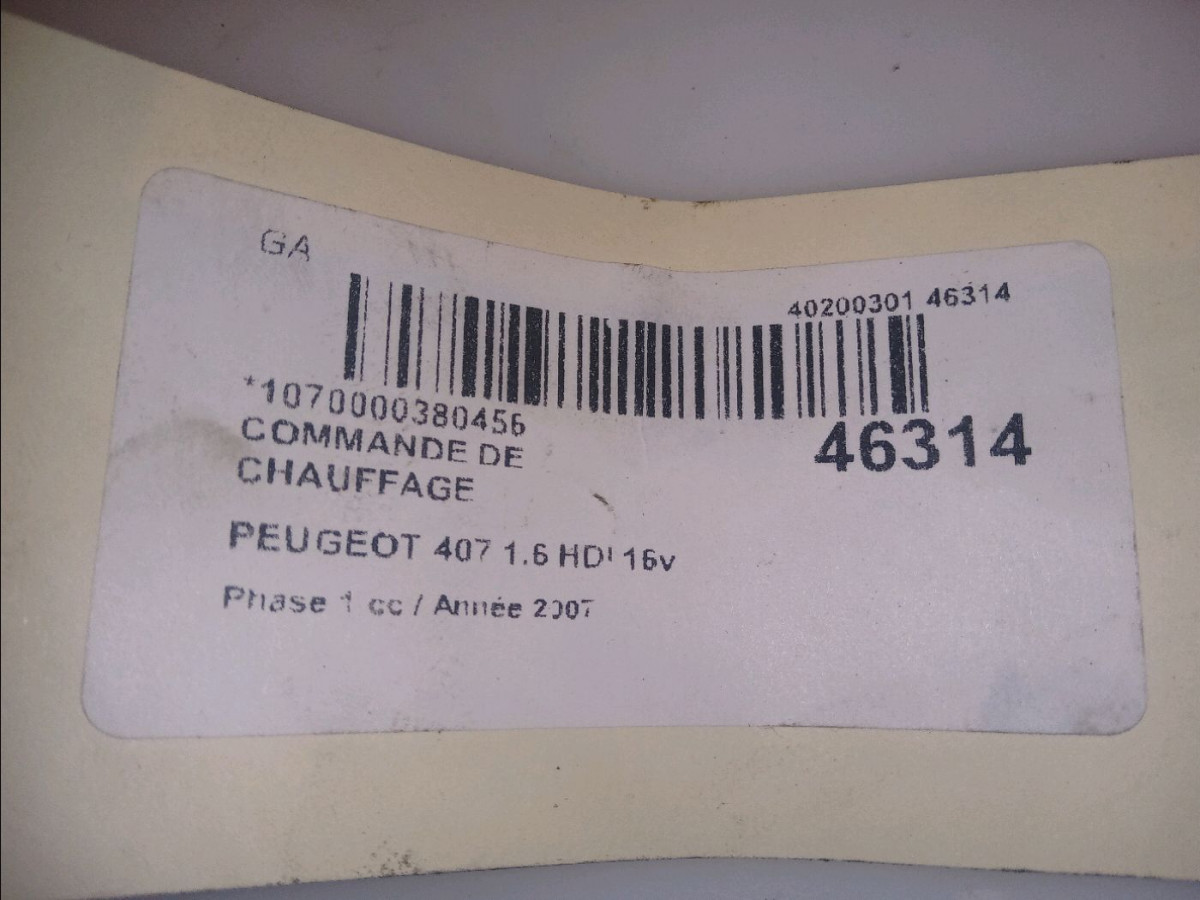 GA
40200301 46314
*1070000380456
46314
COMMANDE DE
CHAUFFAGE
PEUGEOT 407 1.6 HDI 16v
Phase 1 cc / Année 2007